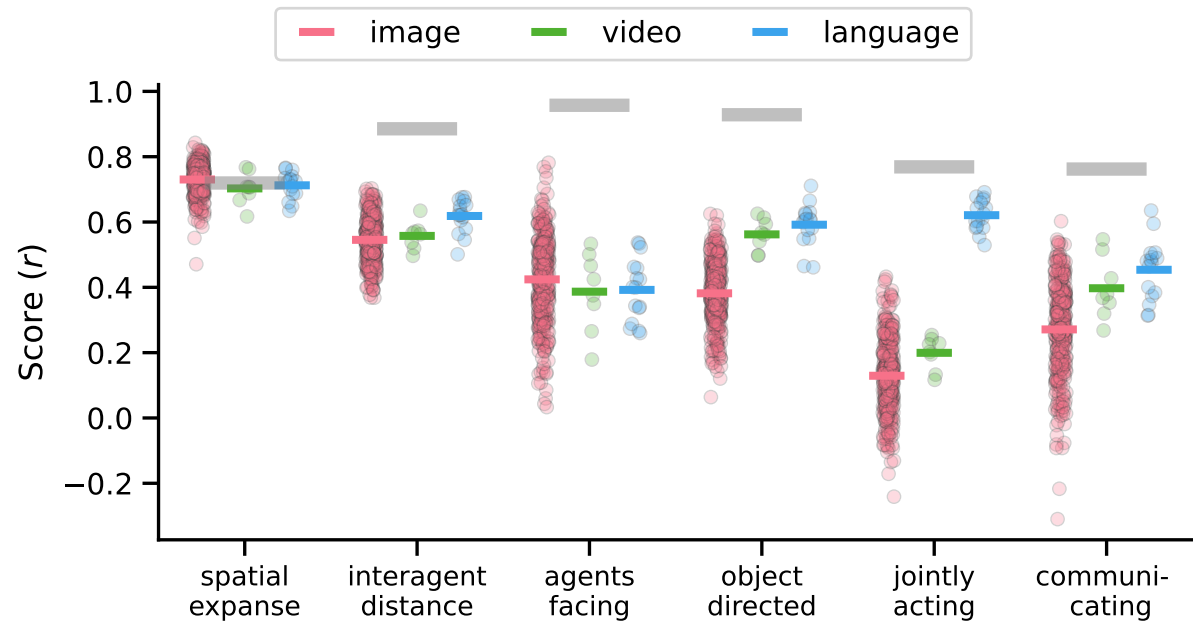 image video language
Score (r)
1.0
0.8
0.6
0.4
0.2
0.0
−0.2
spatial
expanse
interagent
distance
agents
facing
object
directed
jointly
acting
communi-
cating